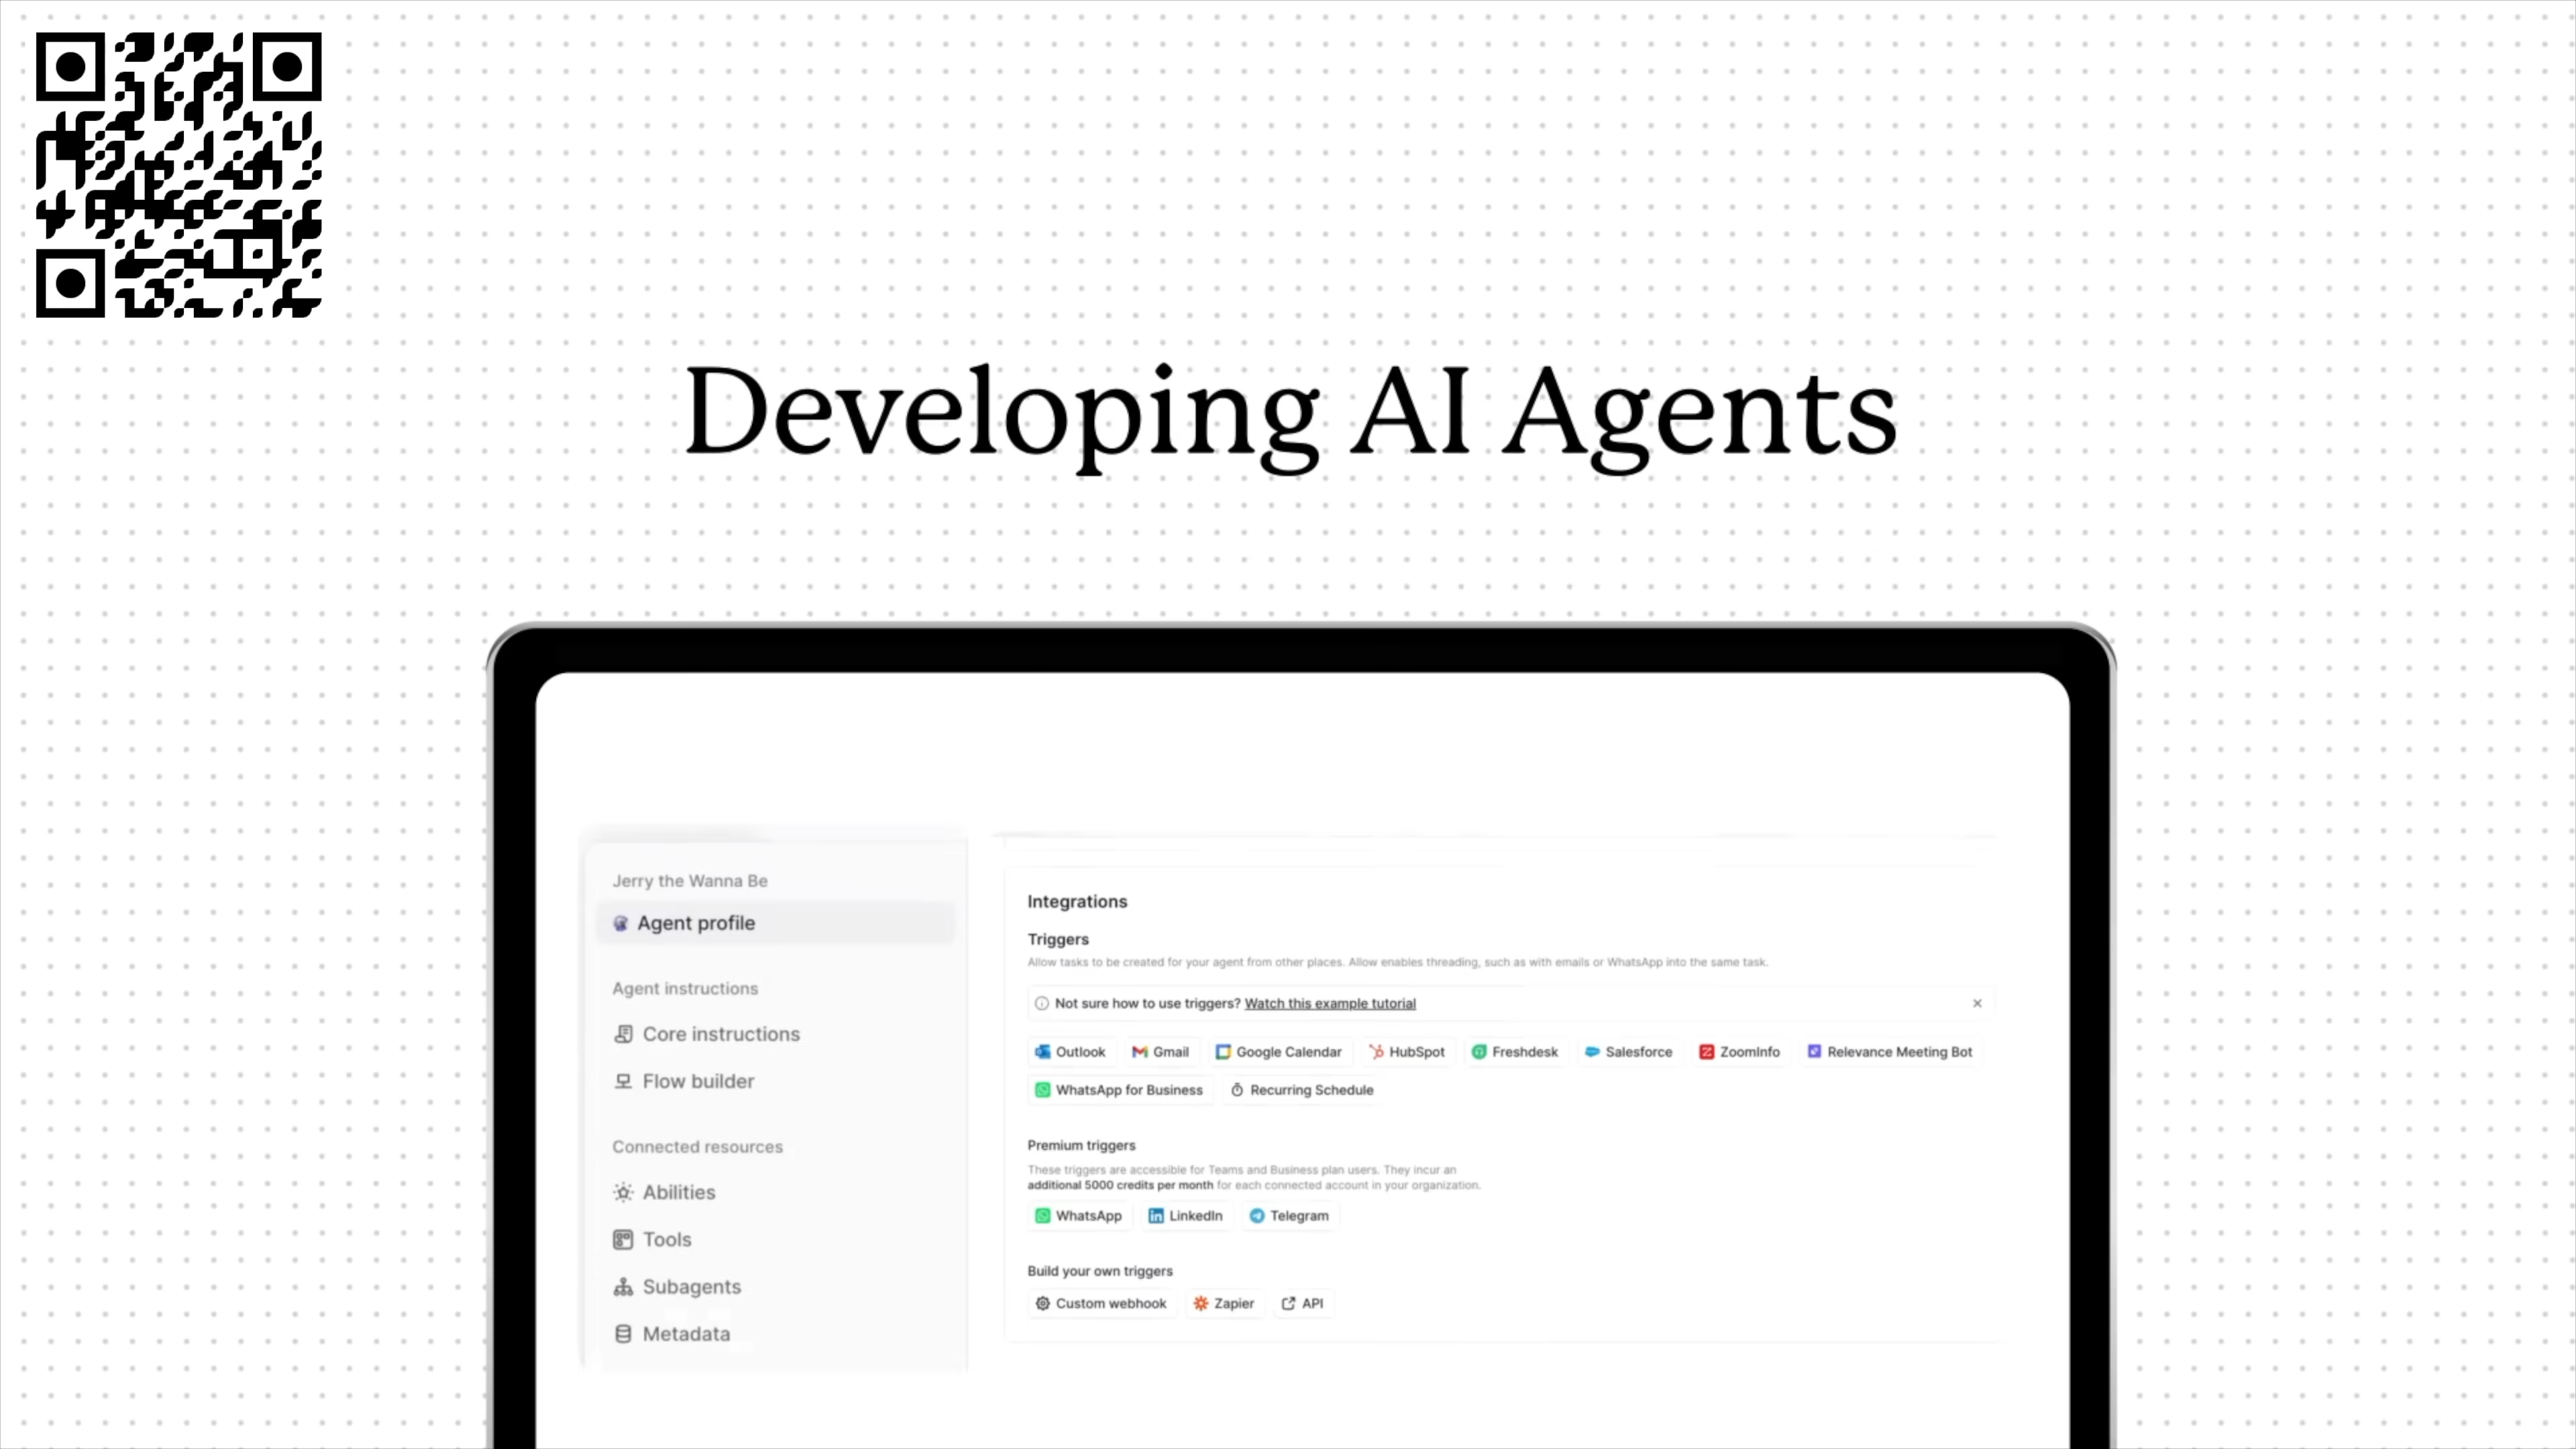 Developing AI Agents
Jerry the Wanna Be
Agent profile
Agent instructions
Core instructions
Flow builder
Connected resources
Abilities
Tools
Subagents
Metadata
Integrations
Triggers
Allow tasks to be created for your agent from other places. Allow enables threading, such as with emails or WhatsApp into the same task.
Not sure how to use triggers? Watch this example tutorial
Outlook Gmail Google Calendar HubSpot Freshdesk Salesforce ZoomInfo Relevance Meeting Bot
WhatsApp for Business Recurring Schedule
Premium triggers
These triggers are accessible for Teams and Business plan users. They incur an
additional 5000 credits per month for each connected account in your organization.
WhatsApp LinkedIn Telegram
Build your own triggers
Custom webhook Zapier API